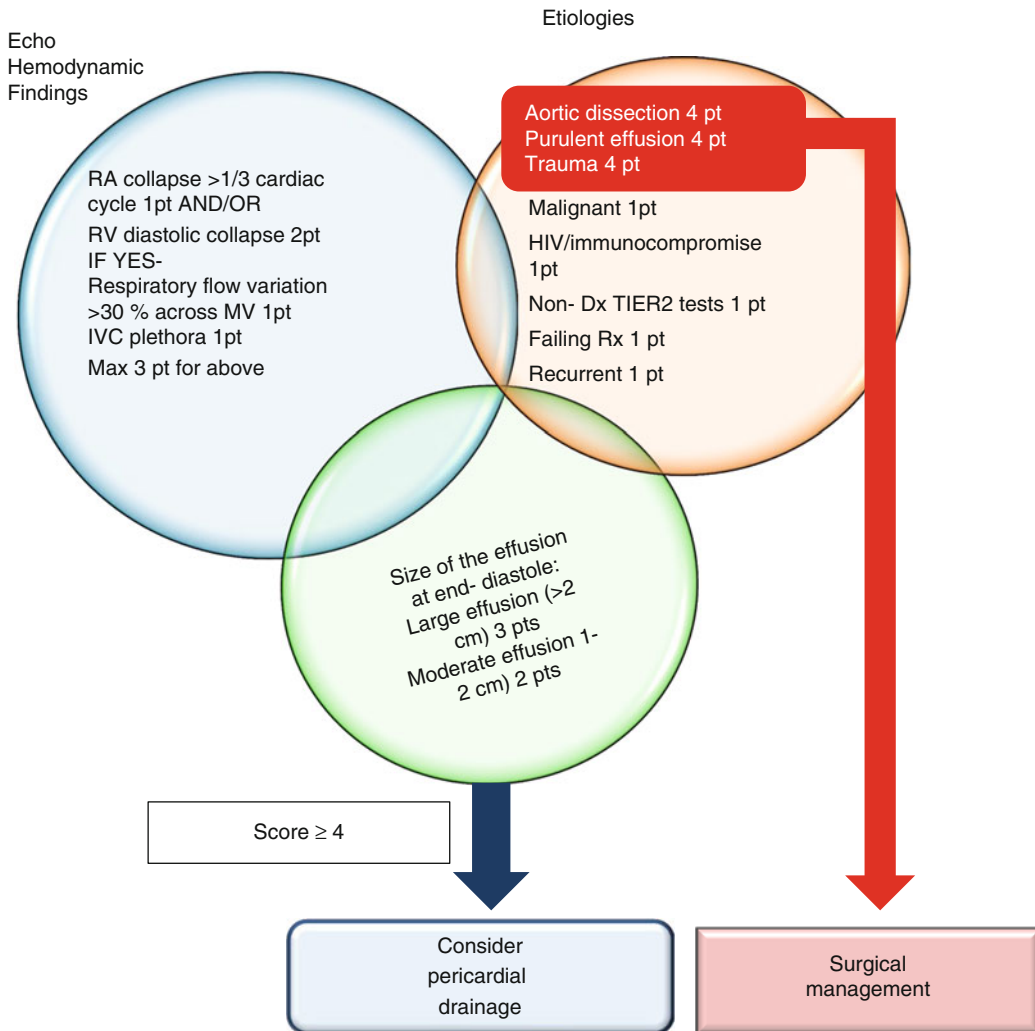 Echo
Hemodynamic
Findings
Etiologies
RA collapse >1/3 cardiac
cycle 1pt AND/OR
RV diastolic collapse 2pt
IF YES-
Respiratory flow variation
>30 % across MV 1pt
IVC plethora 1pt
Max 3 pt for above
Aortic dissection 4 pt
Purulent effusion 4 pt
Trauma 4 pt
Malignant 1pt
HIV/immunocompromise
1pt
Non- Dx TIER2 tests 1 pt
Failing Rx 1 pt
Recurrent 1 pt
Size of the effusion
at end- diastole:
Large effusion (>2
cm) 3 pts
Moderate effusion 1-
2 cm) 2 pts
Score ≥ 4
Consider
pericardial
drainage
Surgical
management